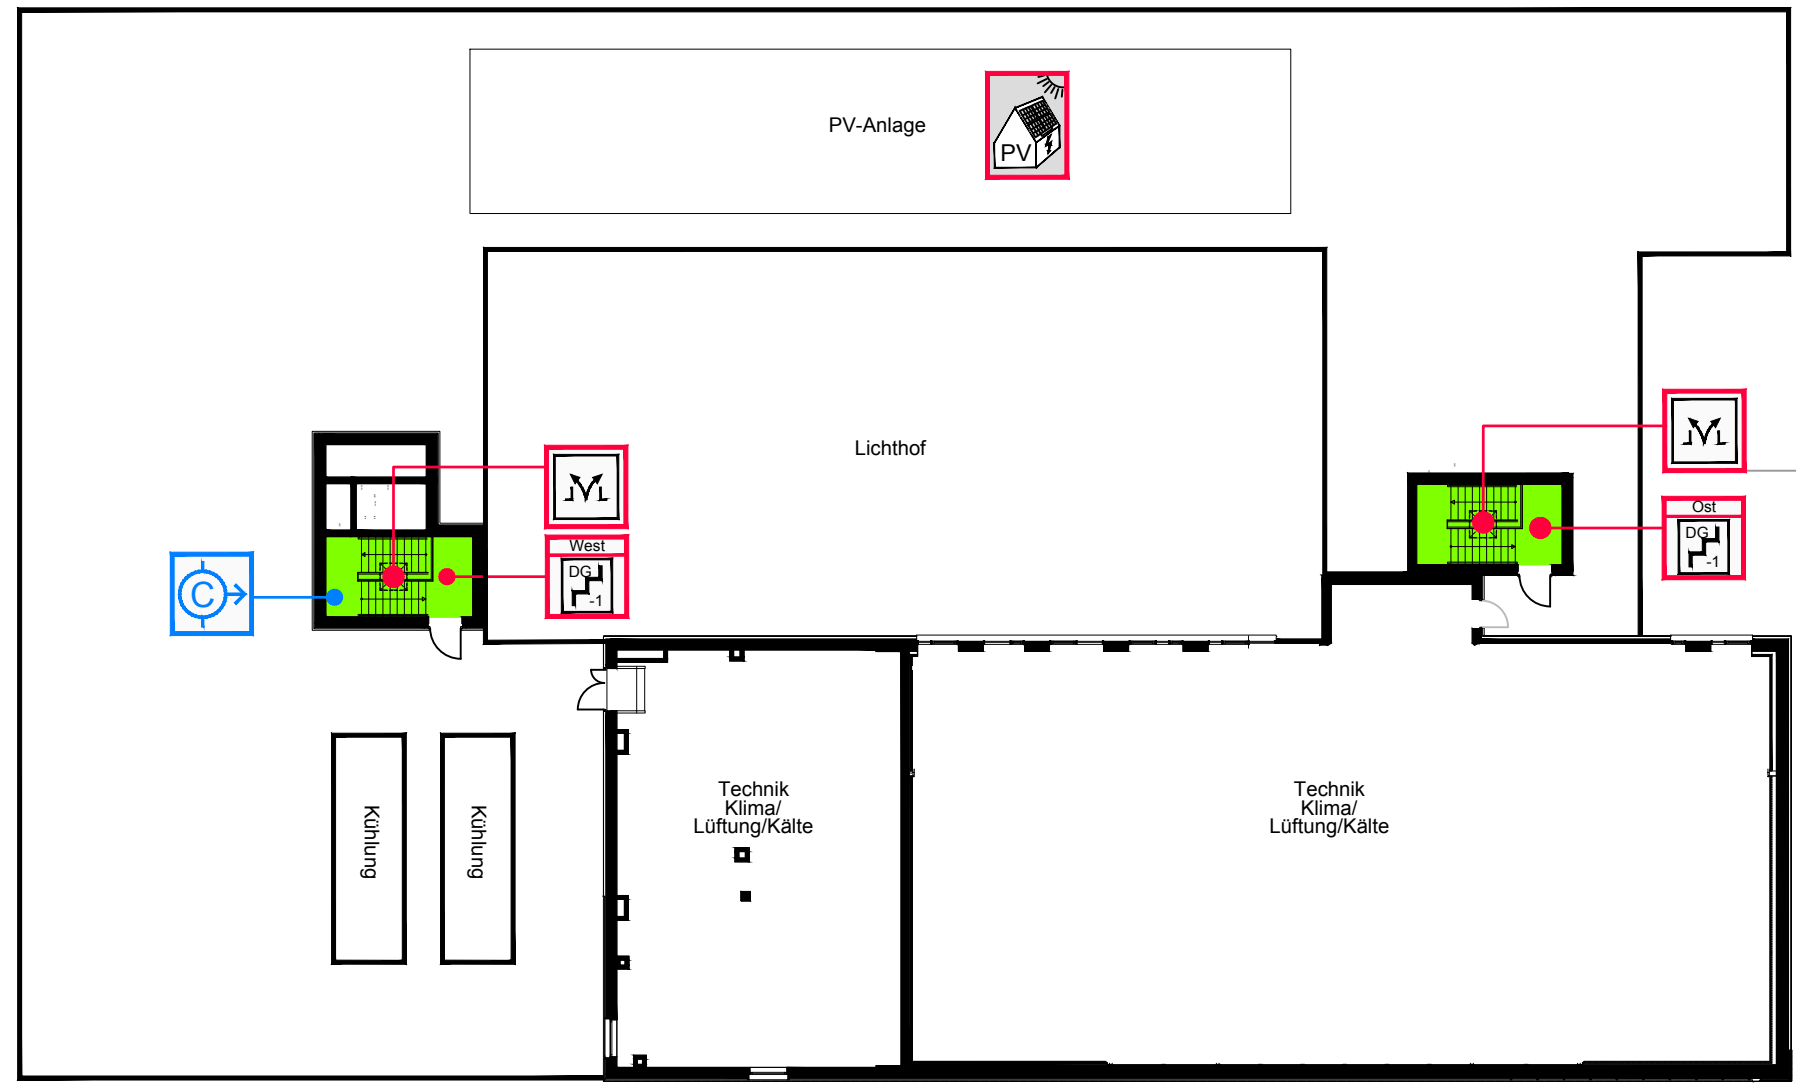 PV-Anlage
PV
Lichthof
West
DG
-1
Ost
DG
-1
C
Technik
Klima/
Lüftung/Kälte
Technik
Klima/
Lüftung/Kälte
Kühlung
Kühlung